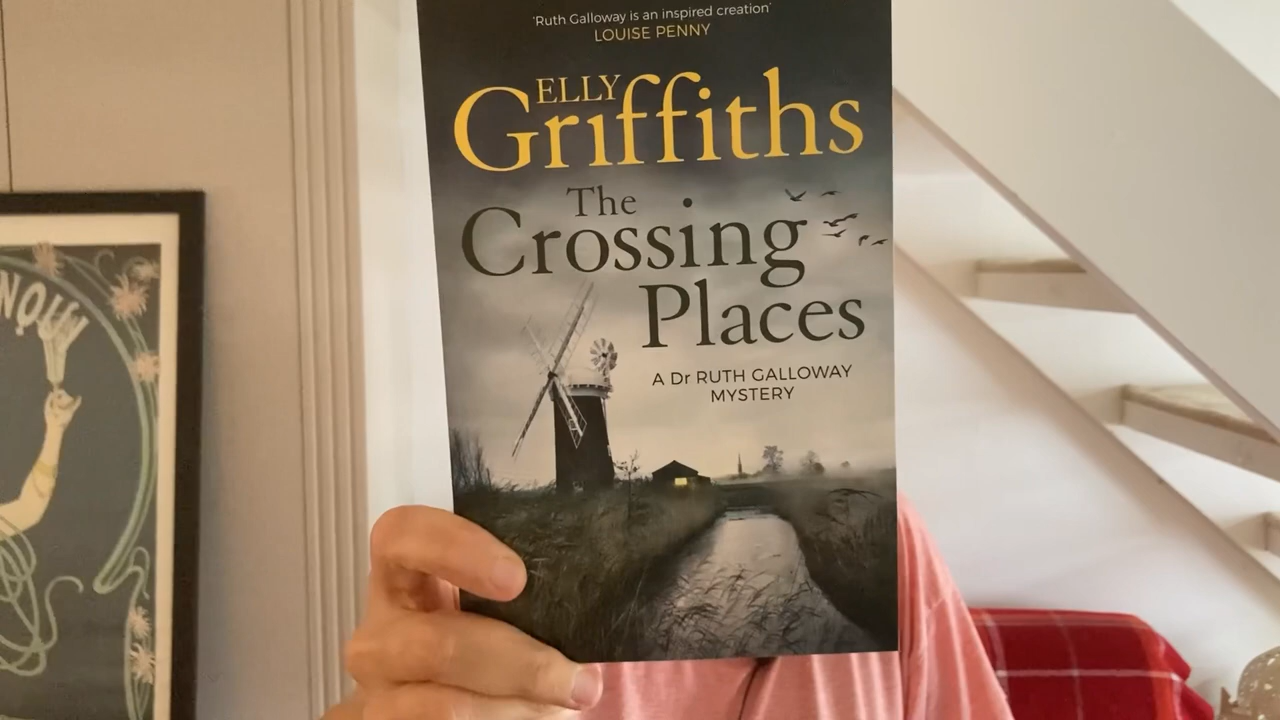 'Ruth Galloway is an inspired creation'
LOUISE PENNY
ELLY
Griffiths
The
Crossing
Places
A Dr RUTH GALLOWAY
MYSTERY